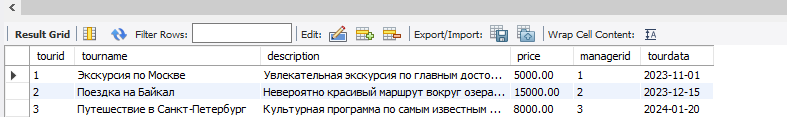 Result Grid Filter Rows: Edit: Export/Import: Wrap Cell Content:
tourid tourname description price managerid tourdata
1 Экскурсия по Москве Увлекательная экскурсия по главным досто... 5000.00 1 2023-11-01
2 Поездка на Байкал Невероятно красивый маршрут вокруг озера... 15000.00 2 2023-12-15
3 Путешествие в Санкт-Петербург Культурная программа по самым известным ... 8000.00 3 2024-01-20